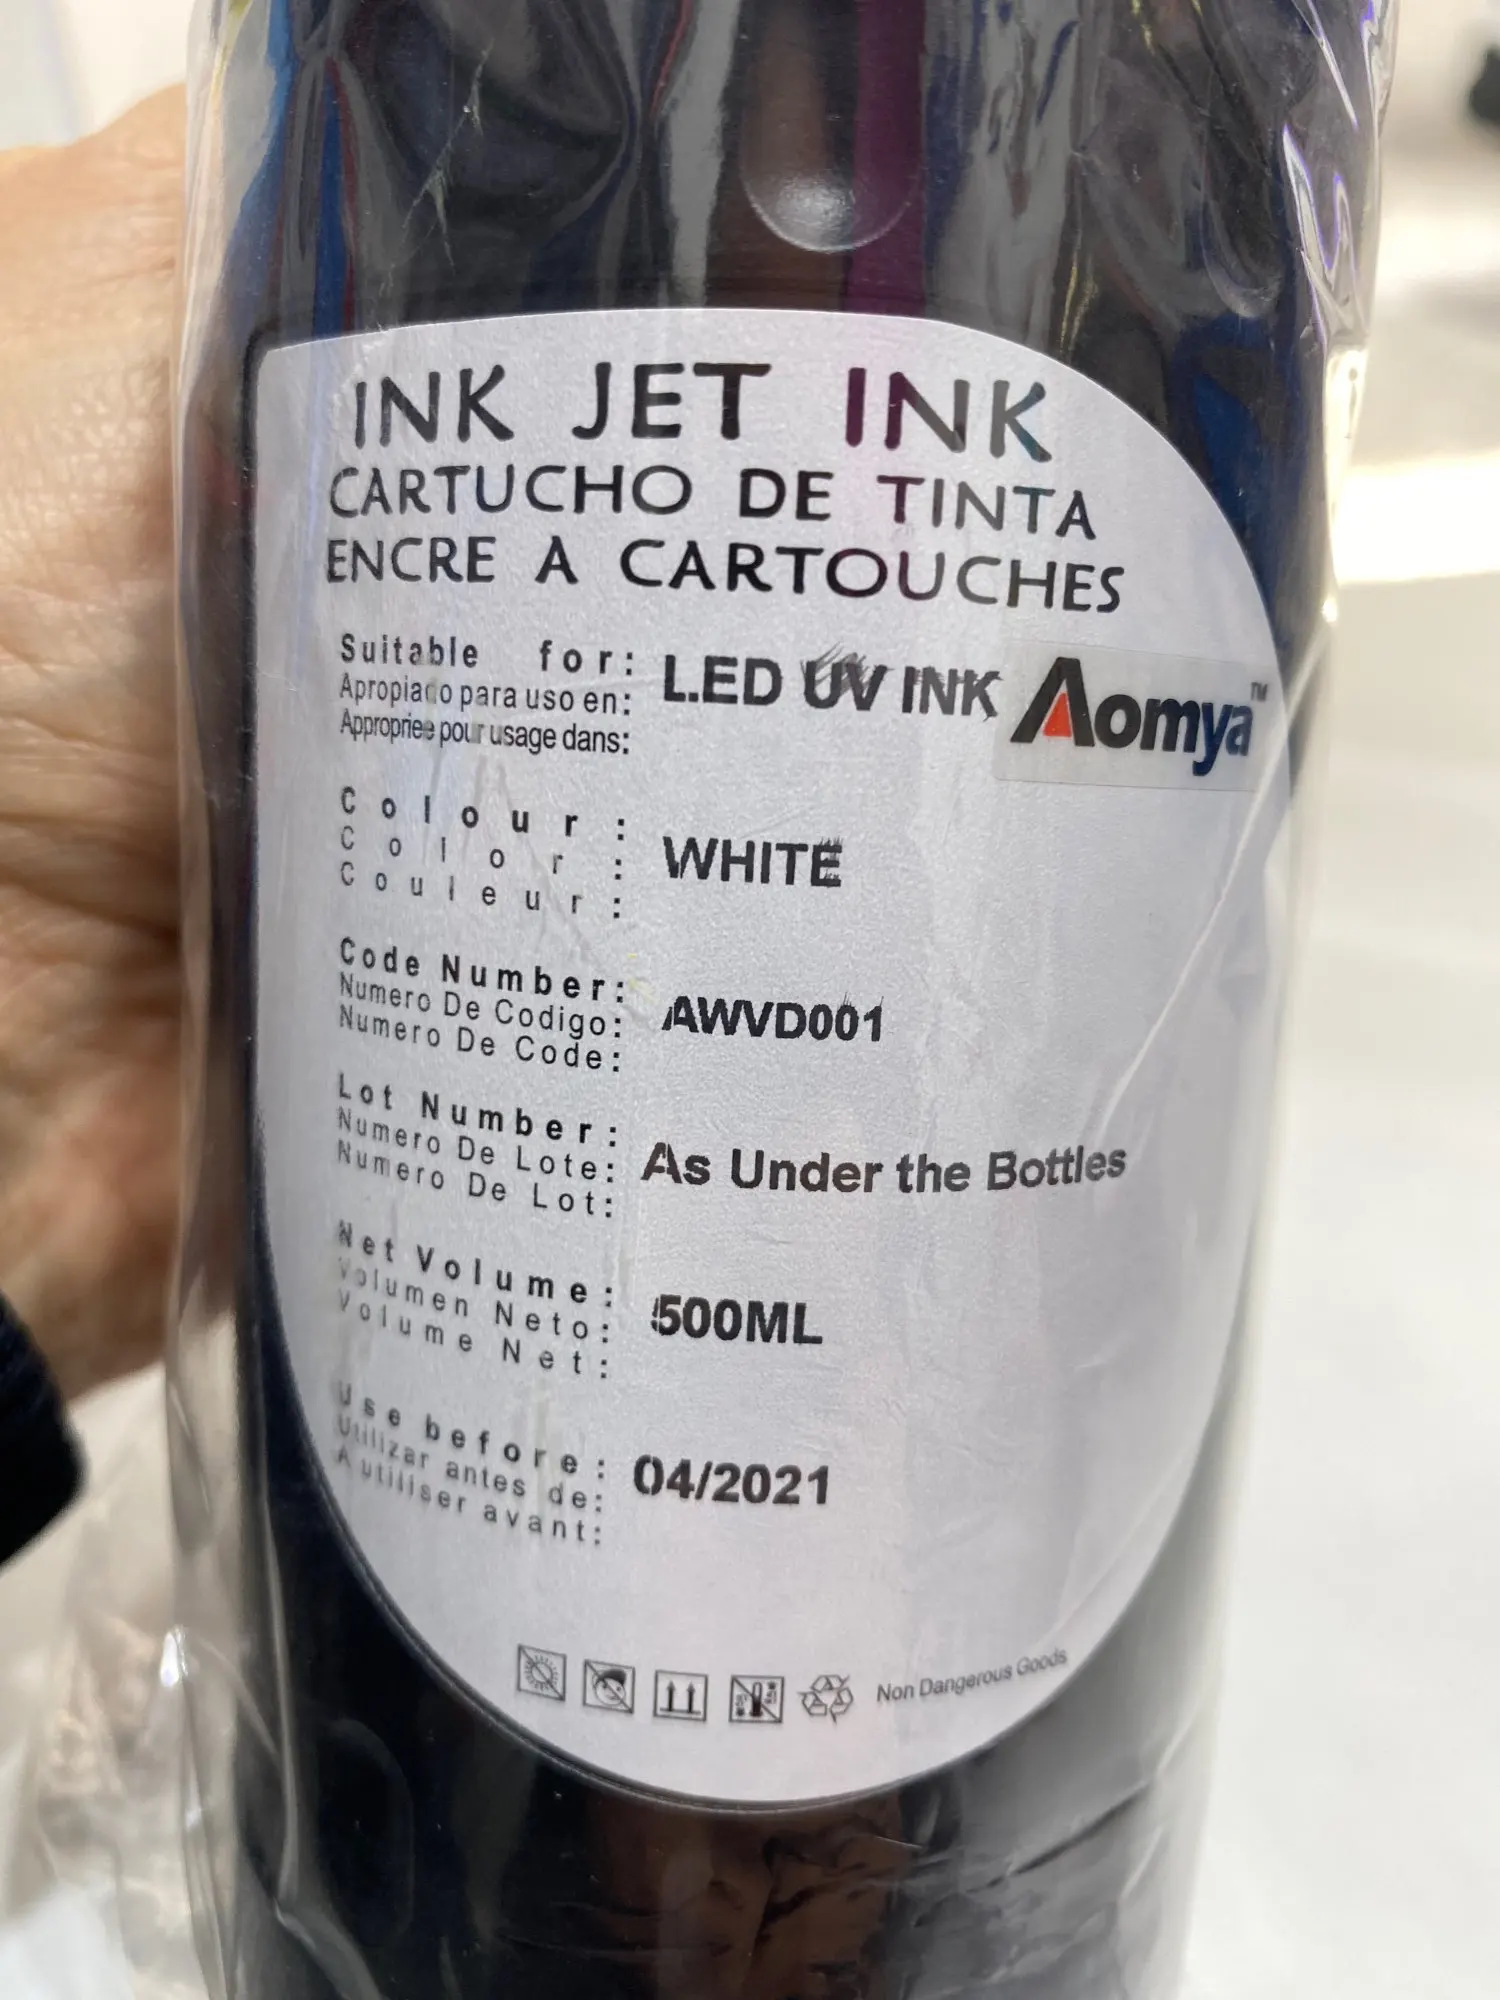 INK JET INK
CARTUCHO DE TINTA
ENCRE A CARTOUCHES
Suitable for: LED UV INK Aomya™
Apropiado para uso en:
Appropriee pour usage dans:
Colour: WHITE
Color:
Couleur:
Code Number: AWVD001
Numero De Codigo:
Numero De Code:
Lot Number: As Under the Bottles
Numero De Lote:
Numero De Lot:
Net Volume: 500ML
Volumen Neto:
Volume Net:
Use before: 04/2021
Utilizar antes de:
A utiliser avant:
Non Dangerous Goods